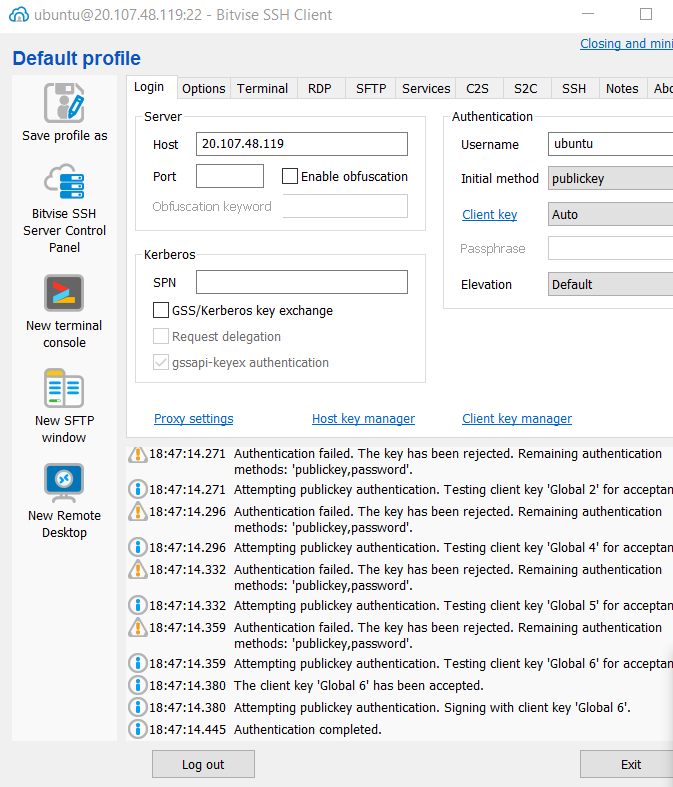 ubuntu@20.107.48.119:22 - Bitvise SSH Client
Closing and mini
Default profile
Save profile as
Bitvise SSH
Server Control
Panel
New terminal
console
New SFTP
window
New Remote
Desktop
Login Options Terminal RDP SFTP Services C2S S2C SSH Notes Abo
Server
Host 20.107.48.119
Port Enable obfuscation
Obfuscation keyword
Kerberos
SPN
GSS/Kerberos key exchange
Request delegation
gssapi-keyex authentication
Authentication
Username ubuntu
Initial method publickey
Client key Auto
Passphrase
Elevation Default
Proxy settings Host key manager Client key manager
18:47:14.271 Authentication failed. The key has been rejected. Remaining authentication
methods: 'publickey,password'.
18:47:14.271 Attempting publickey authentication. Testing client key 'Global 2' for acceptan
18:47:14.296 Authentication failed. The key has been rejected. Remaining authentication
methods: 'publickey,password'.
18:47:14.296 Attempting publickey authentication. Testing client key 'Global 4' for acceptan
18:47:14.332 Authentication failed. The key has been rejected. Remaining authentication
methods: 'publickey,password'.
18:47:14.332 Attempting publickey authentication. Testing client key 'Global 5' for acceptan
18:47:14.359 Authentication failed. The key has been rejected. Remaining authentication
methods: 'publickey,password'.
18:47:14.359 Attempting publickey authentication. Testing client key 'Global 6' for acceptan
18:47:14.380 The client key 'Global 6' has been accepted.
18:47:14.380 Attempting publickey authentication. Signing with client key 'Global 6'.
18:47:14.445 Authentication completed.
Log out Exit